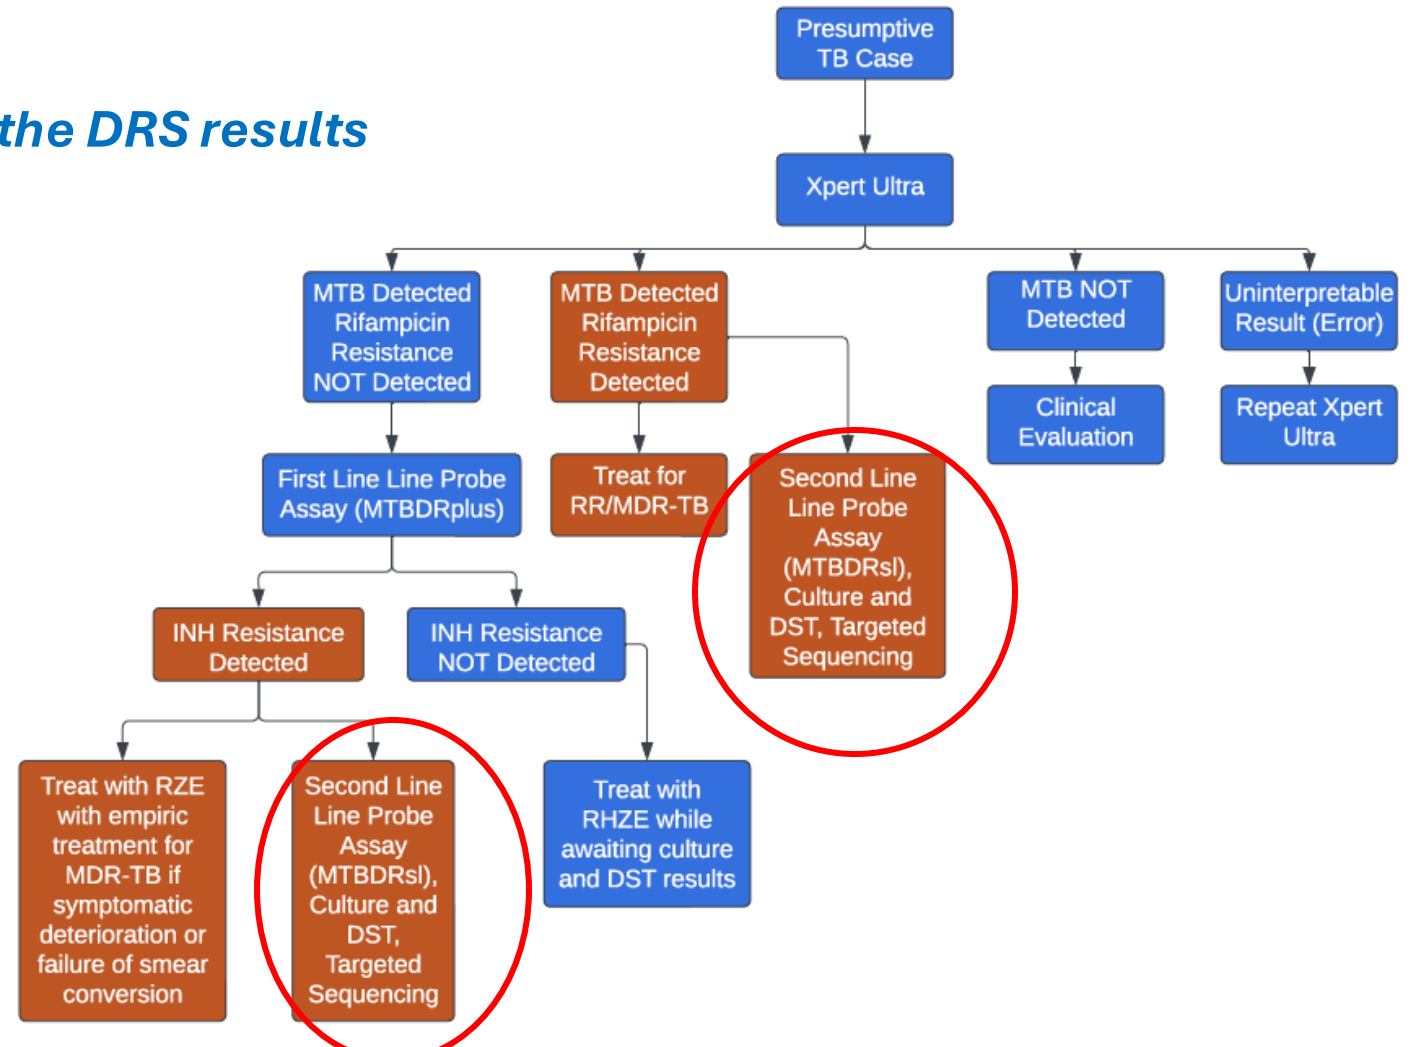 Presumptive
TB Case
the DRS results
Xpert Ultra
MTB Detected
Rifampicin
Resistance
NOT Detected
MTB Detected
Rifampicin
Resistance
Detected
MTB NOT
Detected
Uninterpretable
Result (Error)
Clinical
Evaluation
Repeat Xpert
Ultra
First Line Line Probe
Assay (MTBDRplus)
Treat for
RR/MDR-TB
Second Line
Line Probe
Assay
(MTBDRsl),
Culture and
DST, Targeted
Sequencing
INH Resistance
Detected
INH Resistance
NOT Detected
Treat with RZE
with empiric
treatment for
MDR-TB if
symptomatic
deterioration or
failure of smear
conversion
Second Line
Line Probe
Assay
(MTBDRsl),
Culture and
DST,
Targeted
Sequencing
Treat with
RHZE while
awaiting culture
and DST results